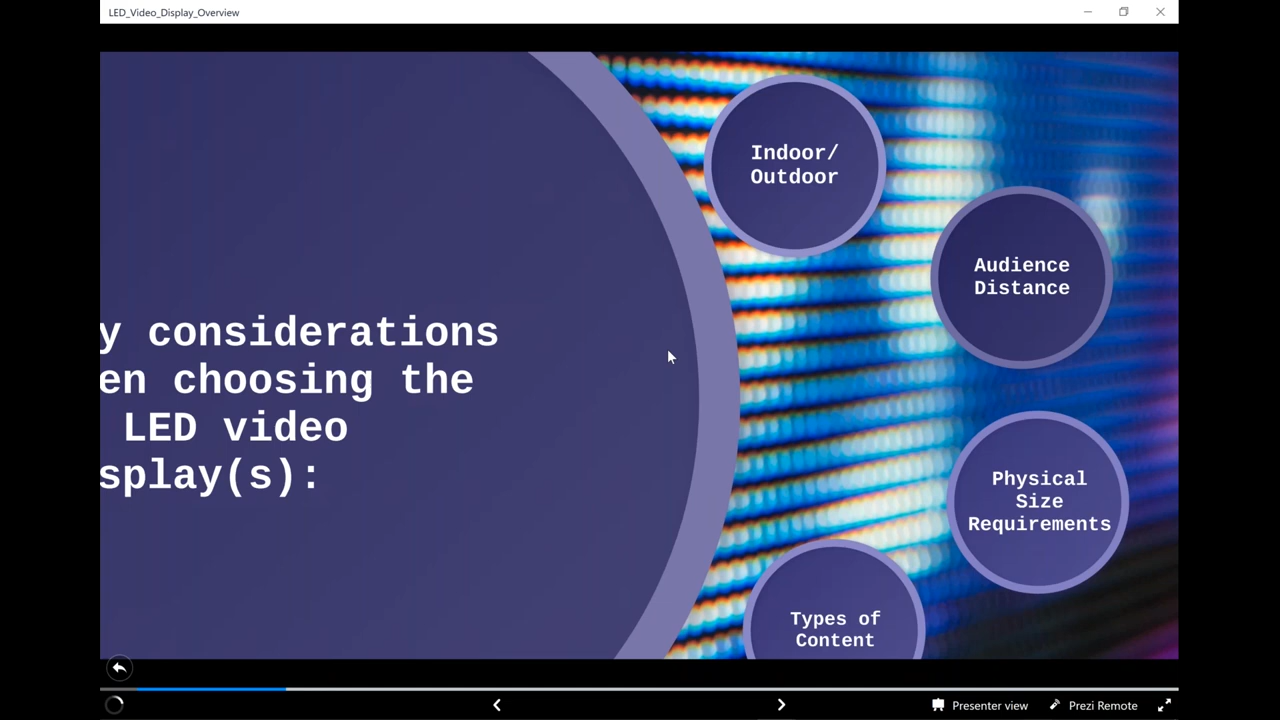 LED_Video_Display_Overview
Indoor/
Outdoor
Audience
Distance
y considerations
en choosing the
LED video
splay(s):
Physical
Size
Requirements
Types of
Content
Presenter view
Prezi Remote